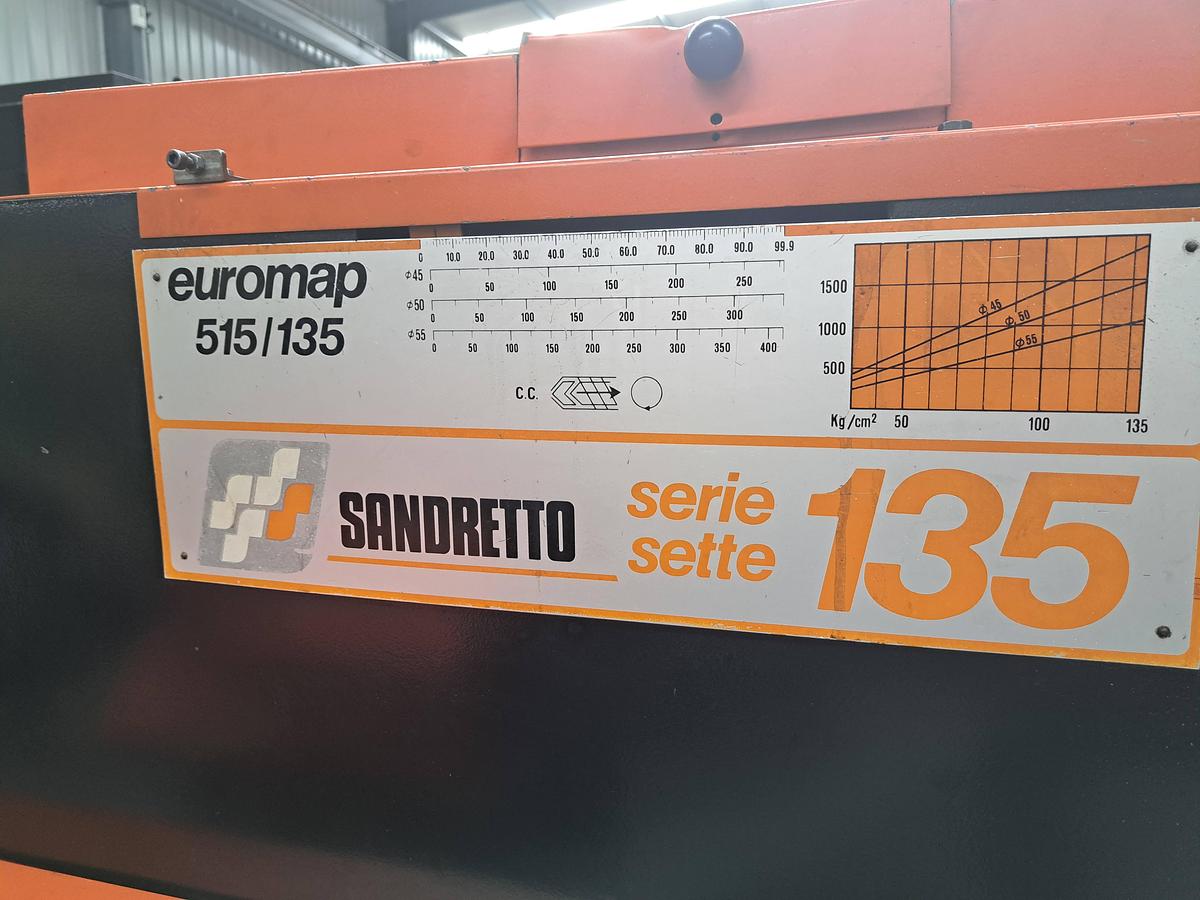 euromap
515/135
0 10.0 20.0 30.0 40.0 50.0 60.0 70.0 80.0 90.0 99.9
ϕ45
0 50 100 150 200 250
ϕ50
0 50 100 150 200 250 300
ϕ55
0 50 100 150 200 250 300 350 400
C.C.
1500
1000
500
ϕ 45
ϕ 50
ϕ55
Kg/cm² 50 100 135
SANDRETTO
serie
sette
135